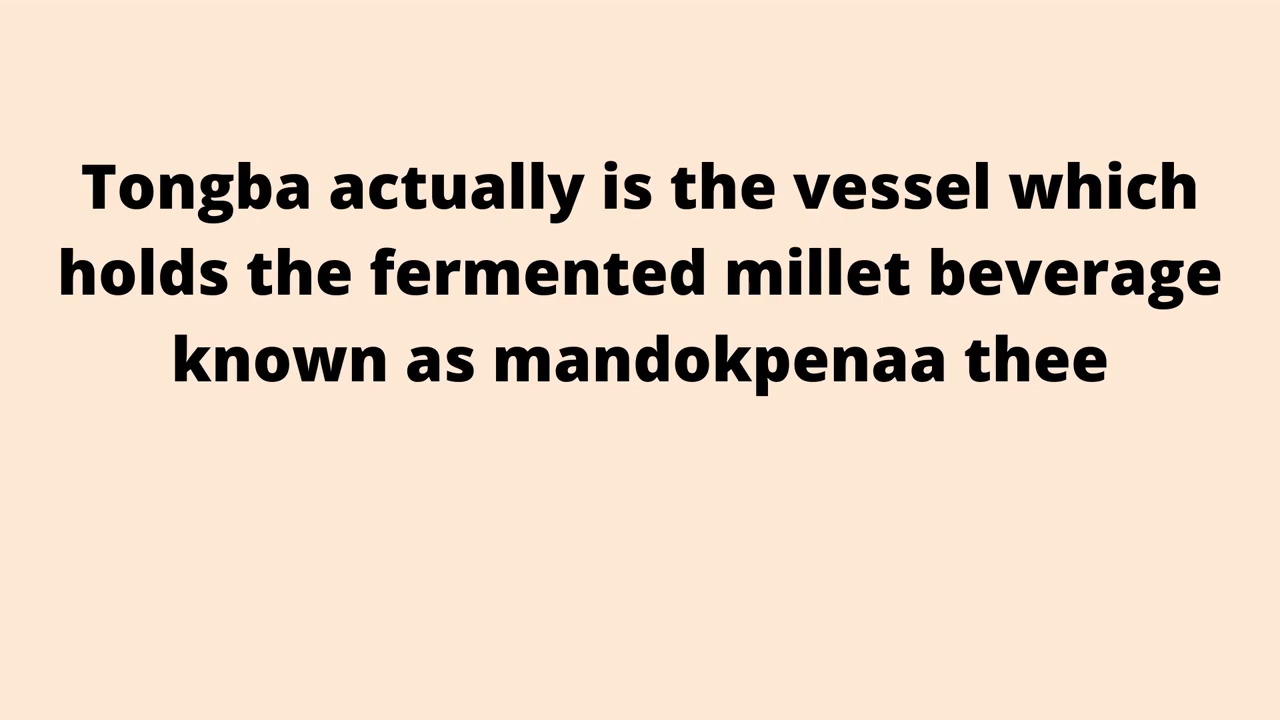 Tongba actually is the vessel which
holds the fermented millet beverage
known as mandokpenaa thee